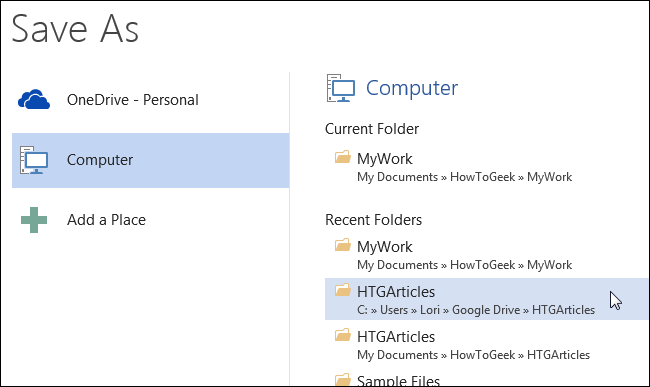 Save As
OneDrive - Personal
Computer
Add a Place
Computer
Current Folder
MyWork
My Documents » HowToGeek » MyWork
Recent Folders
MyWork
My Documents » HowToGeek » MyWork
HTGArticles
C: » Users » Lori » Google Drive » HTGArticles
HTGArticles
My Documents » HowToGeek » HTGArticles
Sample Files